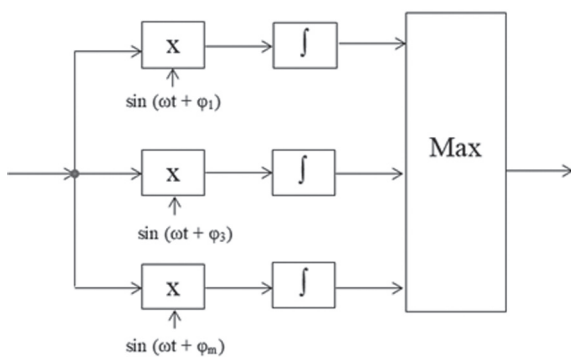 x ∫
sin (ωt + φ₁)
Max
x ∫
sin (ωt + φ₃)
x ∫
sin (ωt + φₘ)